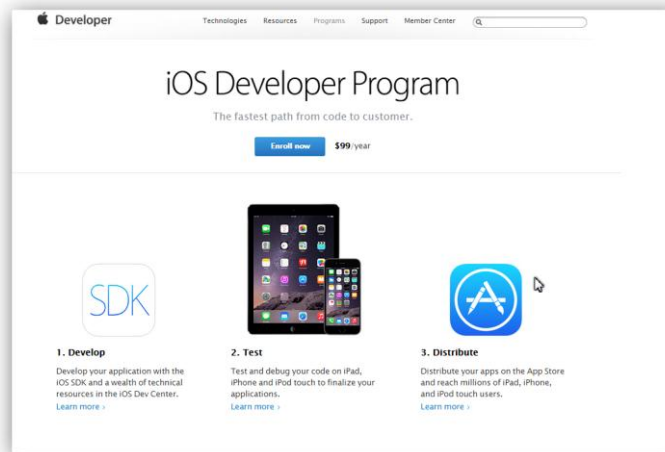 Developer
Technologies Resources Programs Support Member Center
iOS Developer Program
The fastest path from code to customer.
Enroll now $99/year
SDK
1. Develop
Develop your application with the
iOS SDK and a wealth of technical
resources in the iOS Dev Center.
Learn more ›
2. Test
Test and debug your code on iPad,
iPhone and iPod touch to finalize your
applications.
Learn more ›
3. Distribute
Distribute your apps on the App Store
and reach millions of iPad, iPhone,
and iPod touch users.
Learn more ›